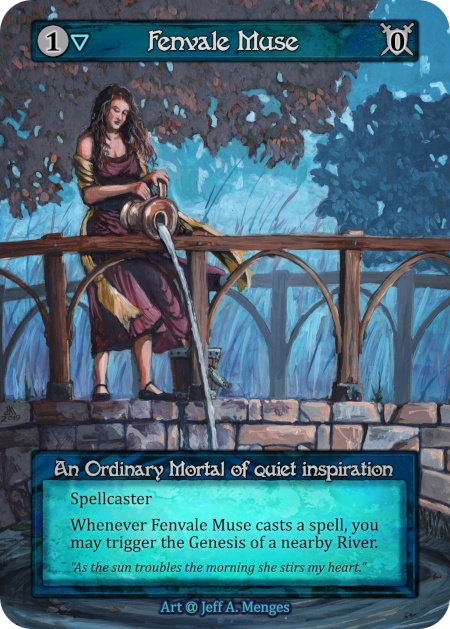 1
Fenvale Muse
0
An Ordinary Mortal of quiet inspiration
Spellcaster
Whenever Fenvale Muse casts a spell, you
may trigger the Genesis of a nearby River.
"As the sun troubles the morning she stirs my heart."
Art @ Jeff A. Menges